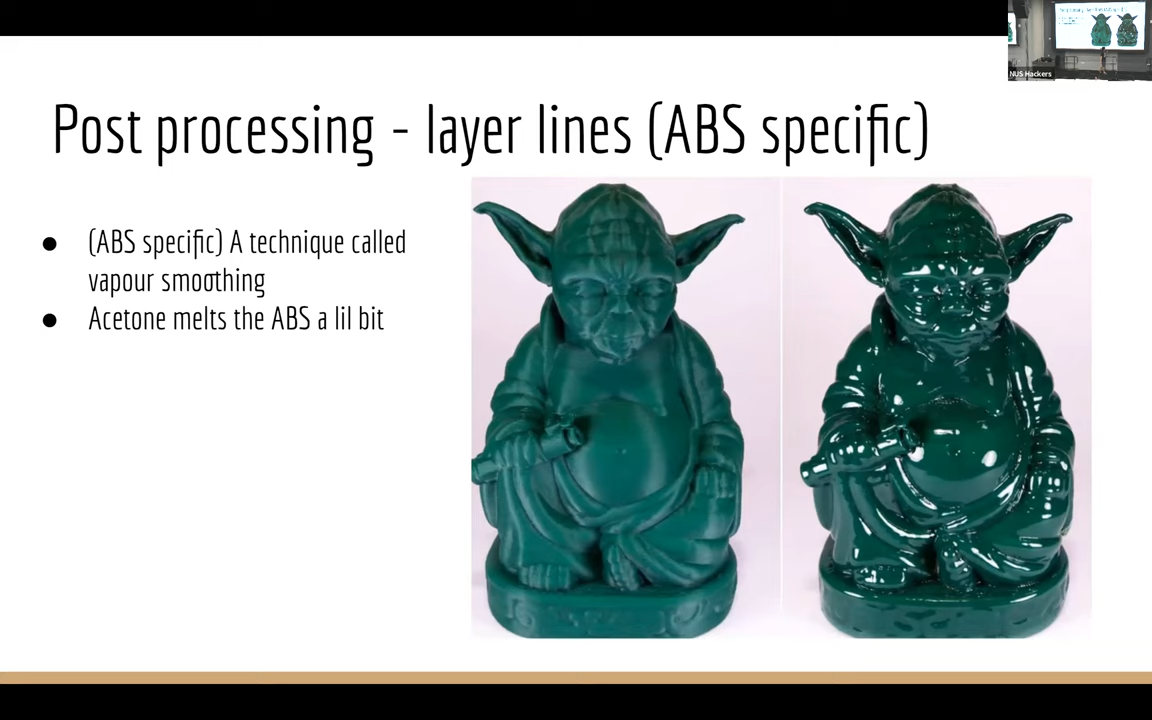 NUS Hackers
Post processing - layer lines (ABS specific)
● (ABS specific) A technique called
vapour smoothing
● Acetone melts the ABS a lil bit